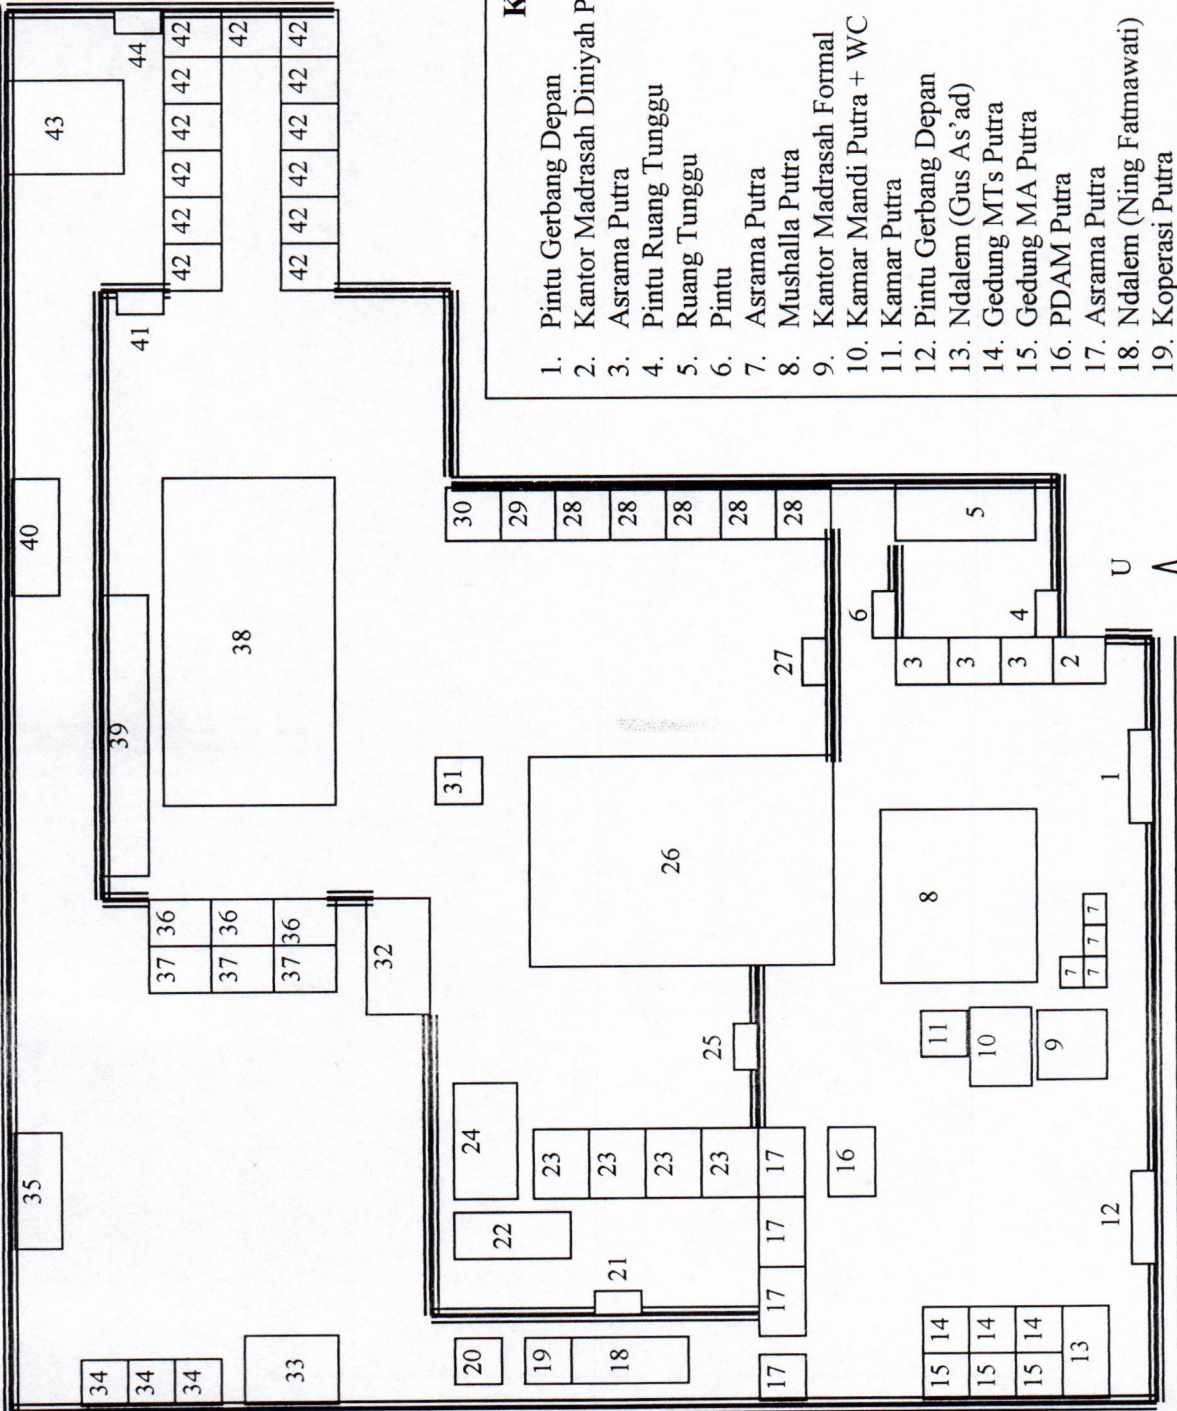 35 40
43
34
39
34 41 44
34 37 36 42 42 42 42 42 42
37 36 38 42
33 37 36 42 42 42 42 42 42
32
20 24 31 30
22 29
19 23 28
18 21 23 28
23 26 28
23 25 28
17 17 17 17 27 28
16 6
15 14 11 8 3 5
15 14 10 3
15 14 9 3 4
13 7 2
7 7 7
12 1 U
K
1. Pintu Gerbang Depan
2. Kantor Madrasah Diniyah P
3. Asrama Putra
4. Pintu Ruang Tunggu
5. Ruang Tunggu
6. Pintu
7. Asrama Putra
8. Mushalla Putra
9. Kantor Madrasah Formal
10. Kamar Mandi Putra + WC
11. Kamar Putra
12. Pintu Gerbang Depan
13. Ndalem (Gus As’ad)
14. Gedung MTs Putra
15. Gedung MA Putra
16. PDAM Putra
17. Asrama Putra
18. Ndalem (Ning Fatmawati)
19. Koperasi Putra